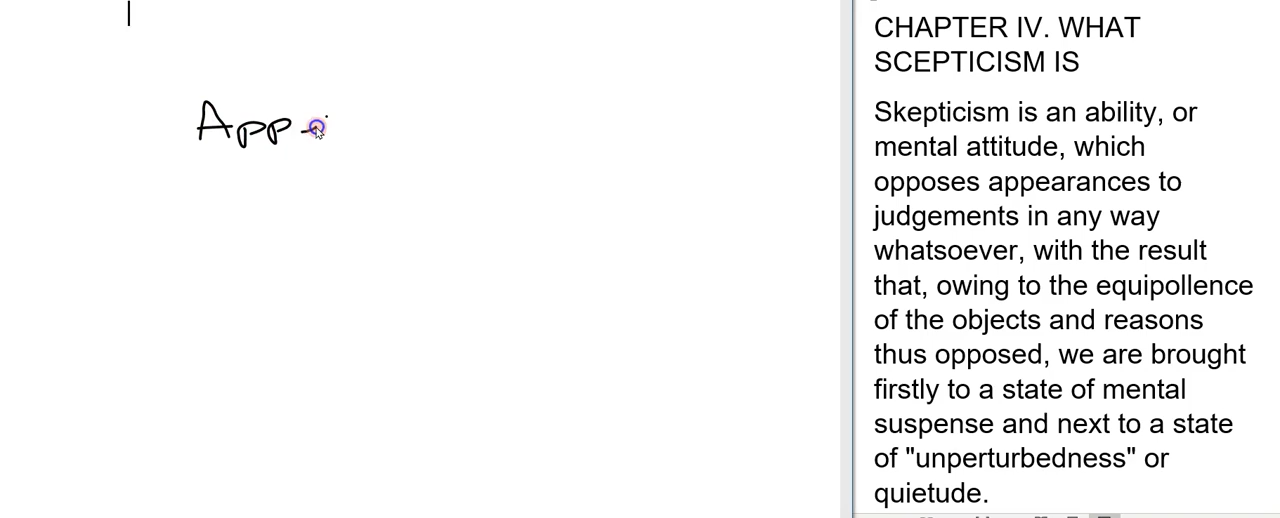 App
CHAPTER IV. WHAT
SCEPTICISM IS
Skepticism is an ability, or
mental attitude, which
opposes appearances to
judgements in any way
whatsoever, with the result
that, owing to the equipollence
of the objects and reasons
thus opposed, we are brought
firstly to a state of mental
suspense and next to a state
of "unperturbedness" or
quietude.